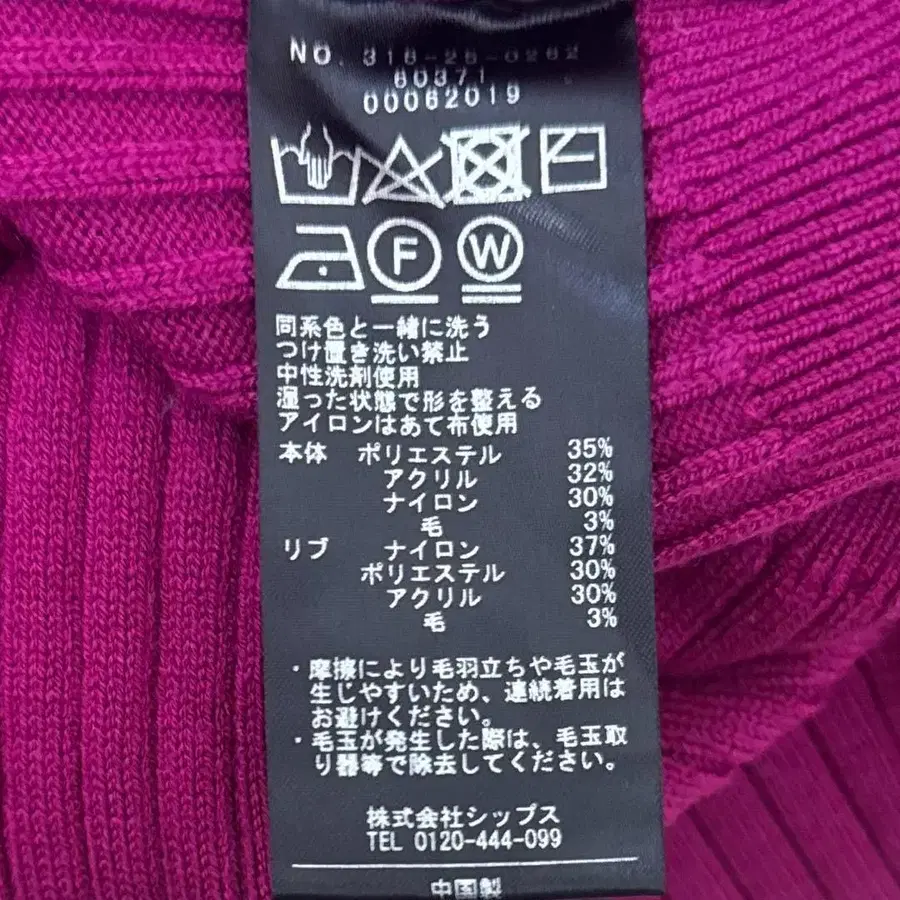 NO. 318-28-0262
60371
00062019
F W
同系色と一緒に洗う
つけ置き洗い禁止
中性洗剤使用
湿った状態で形を整える
アイロンはあて布使用
本体 ポリエステル 35%
アクリル 32%
ナイロン 30%
毛 3%
リブ ナイロン 37%
ポリエステル 30%
アクリル 30%
毛 3%
・摩擦により毛羽立ちや毛玉が
生じやすいため、連続着用は
お避けください。
・毛玉が発生した際は、毛玉取
り器等で除去してください。
株式会社シップス
TEL 0120-444-099
中国製